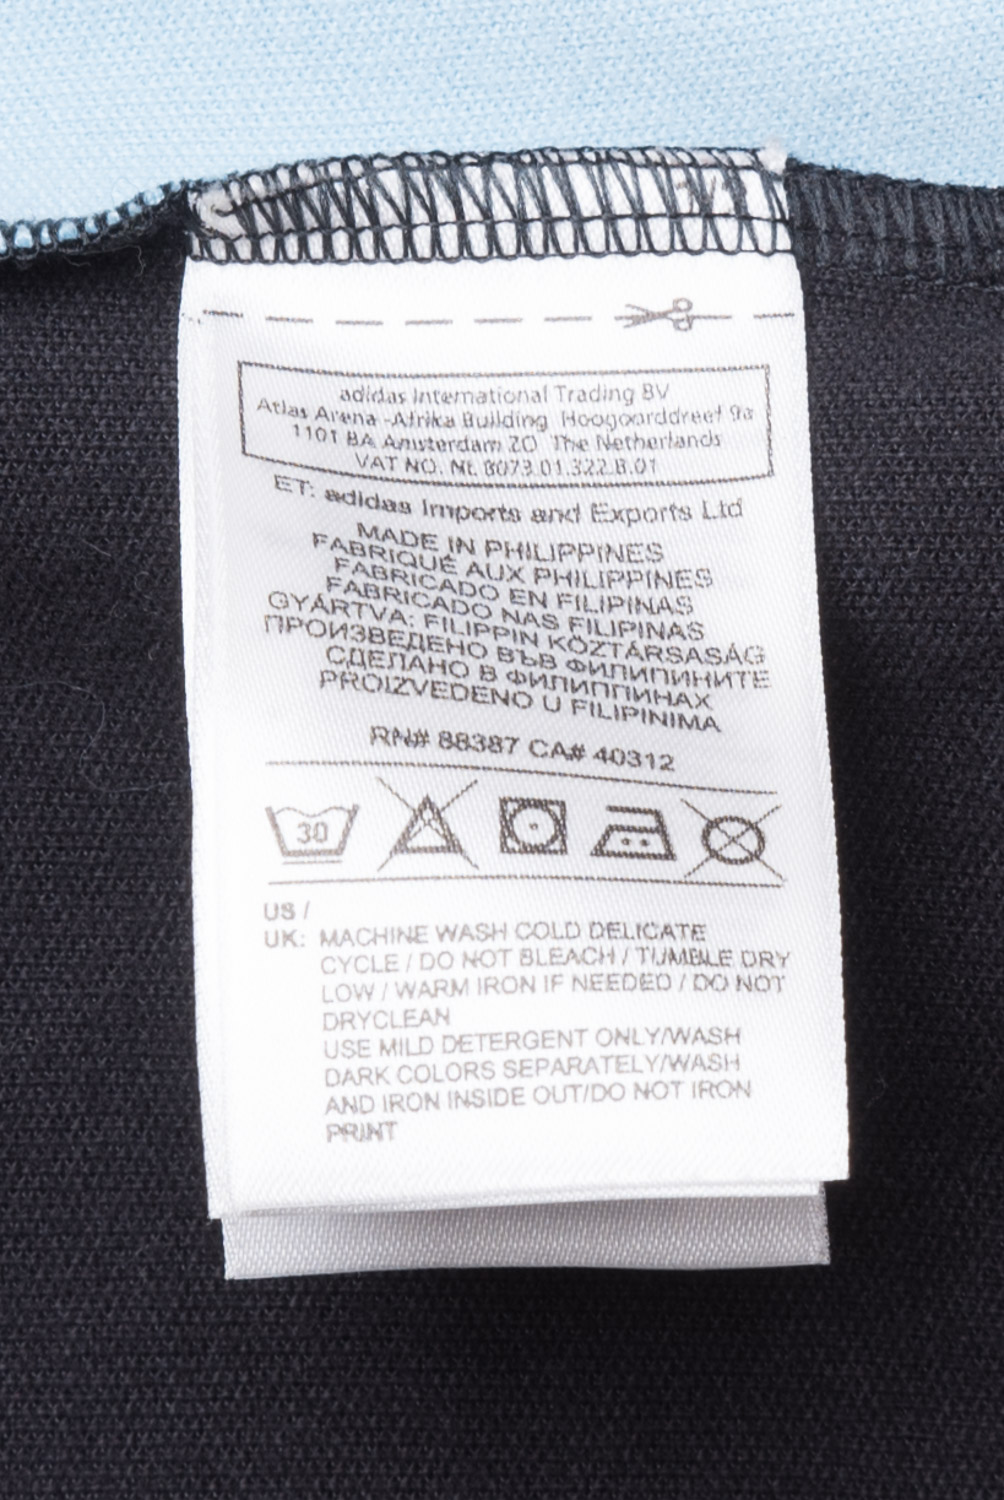 adidas International Trading BV
Atlas Arena -Afrika Building Hoogoorddreef 9a
1101 BA Amsterdam ZO The Netherlands
VAT NO. NL 8073.01.322.B.01
ET: adidas Imports and Exports Ltd
MADE IN PHILIPPINES
FABRIQUÉ AUX PHILIPPINES
FABRICADO EN FILIPINAS
FABRICADO NAS FILIPINAS
GYÁRTVA: FILIPPIN KÖZTÁRSASÁG
ПРОИЗВЕДЕНО ВЪВ ФИЛИПИНИТЕ
СДЕЛАНО В ФИЛИППИНАХ
PROIZVEDENO U FILIPINIMA
RN# 88387 CA# 40312
30
US /
UK: MACHINE WASH COLD DELICATE
CYCLE / DO NOT BLEACH / TUMBLE DRY
LOW / WARM IRON IF NEEDED / DO NOT
DRYCLEAN
USE MILD DETERGENT ONLY/WASH
DARK COLORS SEPARATELY/WASH
AND IRON INSIDE OUT/DO NOT IRON
PRINT